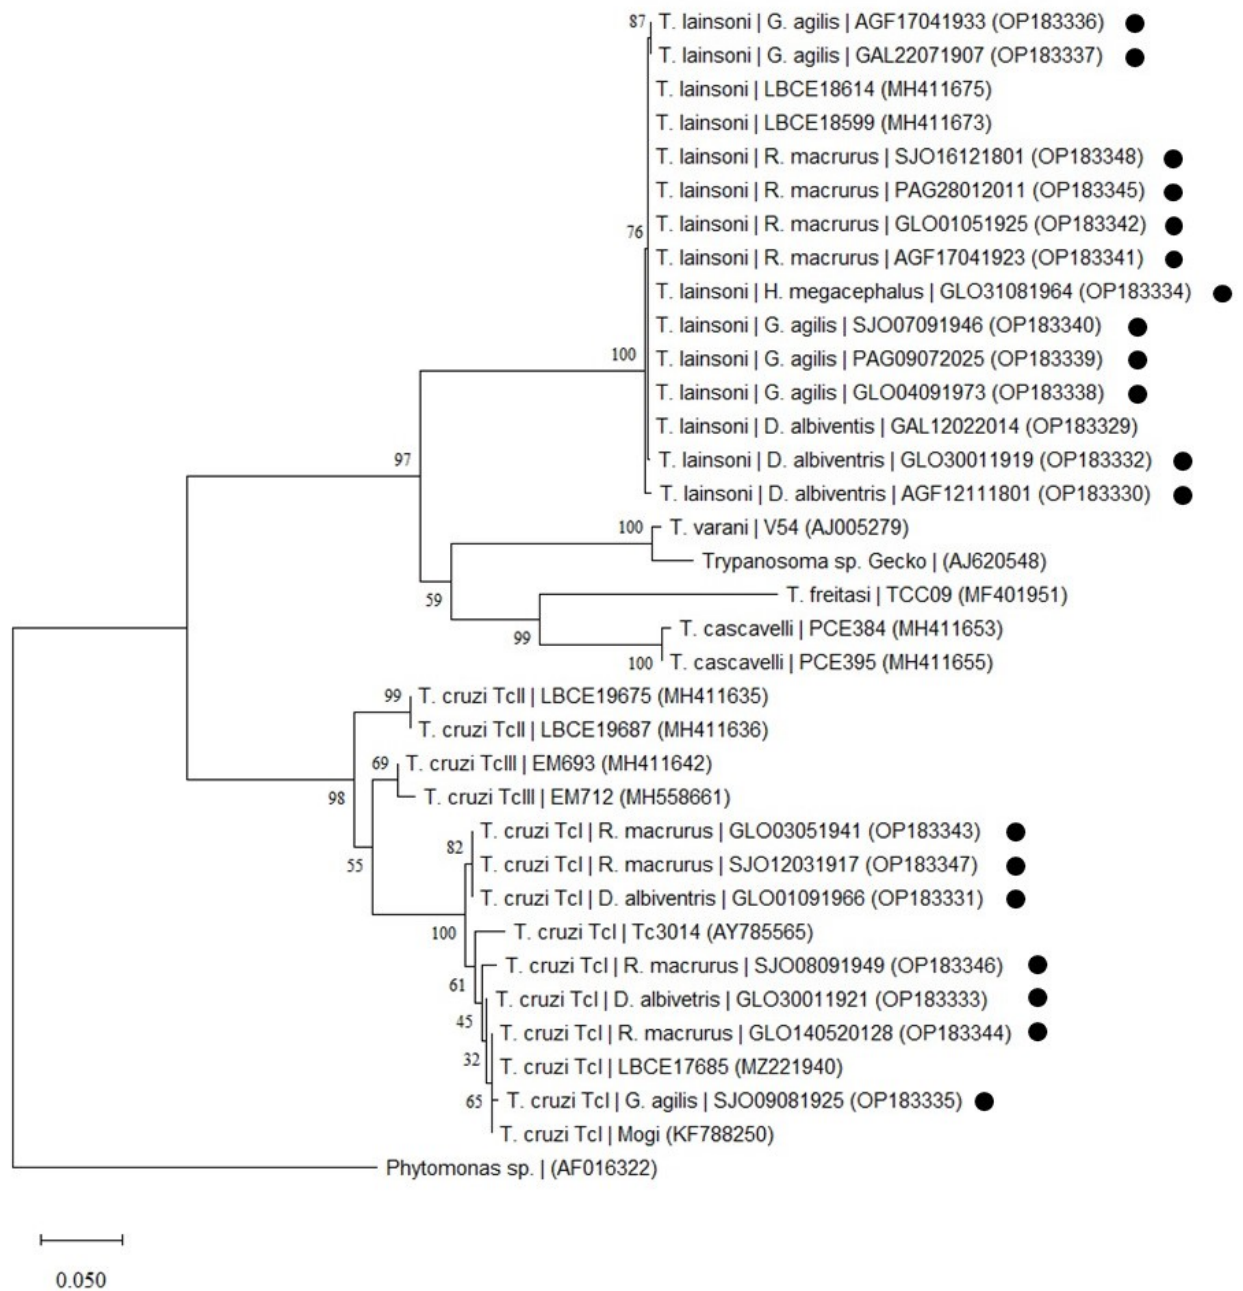 87
T. lainsoni | G. agilis | AGF17041933 (OP183336)
T. lainsoni | G. agilis | GAL22071907 (OP183337)
T. lainsoni | LBCE18614 (MH411675)
T. lainsoni | LBCE18599 (MH411673)
T. lainsoni | R. macrurus | SJO16121801 (OP183348)
T. lainsoni | R. macrurus | PAG28012011 (OP183345)
76
T. lainsoni | R. macrurus | GLO01051925 (OP183342)
T. lainsoni | R. macrurus | AGF17041923 (OP183341)
T. lainsoni | H. megacephalus | GLO31081964 (OP183334)
T. lainsoni | G. agilis | SJO07091946 (OP183340)
100
T. lainsoni | G. agilis | PAG09072025 (OP183339)
T. lainsoni | G. agilis | GLO04091973 (OP183338)
T. lainsoni | D. albiventis | GAL12022014 (OP183329)
97
T. lainsoni | D. albiventris | GLO30011919 (OP183332)
T. lainsoni | D. albiventris | AGF12111801 (OP183330)
100
T. varani | V54 (AJ005279)
Trypanosoma sp. Gecko | (AJ620548)
59
T. freitasi | TCC09 (MF401951)
99
T. cascavelli | PCE384 (MH411653)
100
T. cascavelli | PCE395 (MH411655)
99
T. cruzi TcII | LBCE19675 (MH411635)
T. cruzi TcII | LBCE19687 (MH411636)
69
T. cruzi TcIII | EM693 (MH411642)
98
T. cruzi TcIII | EM712 (MH558661)
T. cruzi TcI | R. macrurus | GLO03051941 (OP183343)
82
55
T. cruzi TcI | R. macrurus | SJO12031917 (OP183347)
T. cruzi TcI | D. albiventris | GLO01091966 (OP183331)
100
T. cruzi TcI | Tc3014 (AY785565)
T. cruzi TcI | R. macrurus | SJO08091949 (OP183346)
61
T. cruzi TcI | D. albivetris | GLO30011921 (OP183333)
45
T. cruzi TcI | R. macrurus | GLO140520128 (OP183344)
32
T. cruzi TcI | LBCE17685 (MZ221940)
65
T. cruzi TcI | G. agilis | SJO09081925 (OP183335)
T. cruzi TcI | Mogi (KF788250)
Phytomonas sp. | (AF016322)
0.050